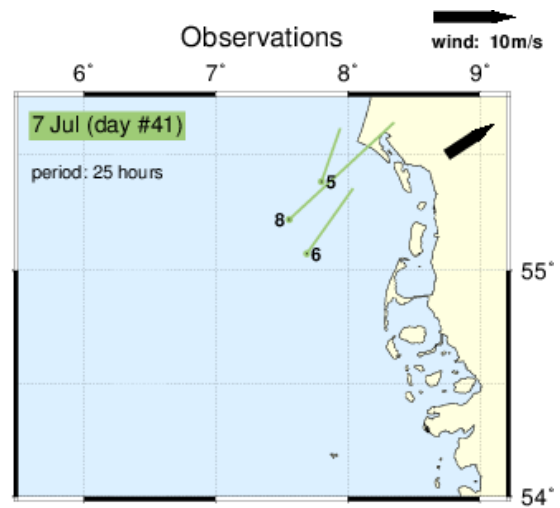 Observations
wind: 10m/s
6˚ 7˚ 8˚ 9˚
7 Jul (day #41)
period: 25 hours
5
8
6
55˚
54˚